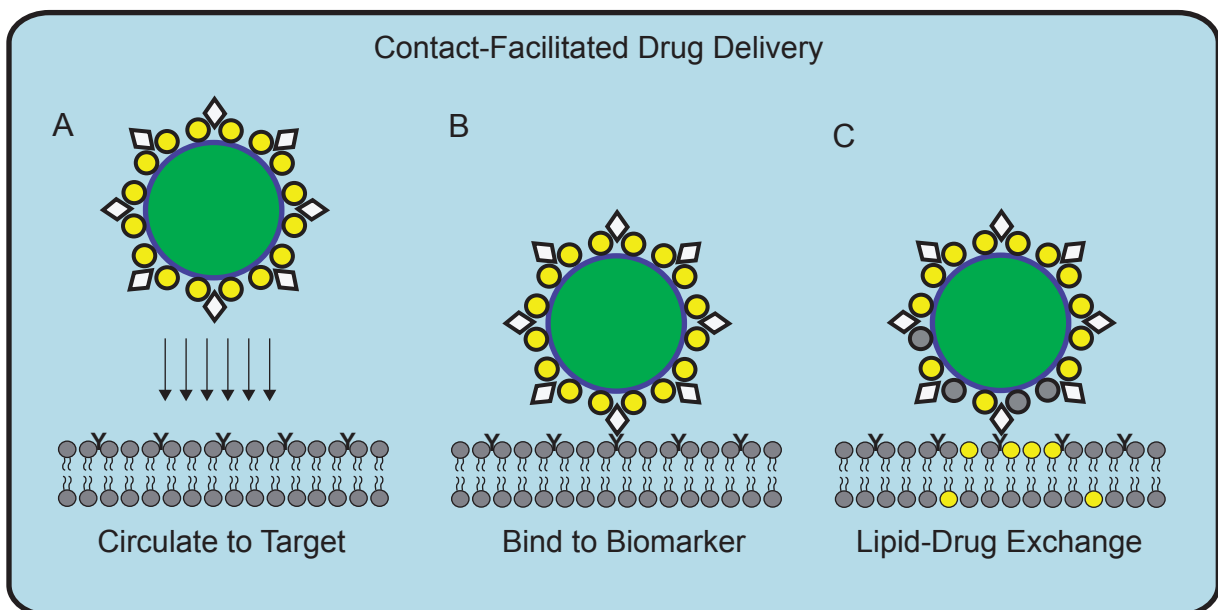 Contact-Facilitated Drug Delivery
A
B
C
Circulate to Target
Bind to Biomarker
Lipid-Drug Exchange